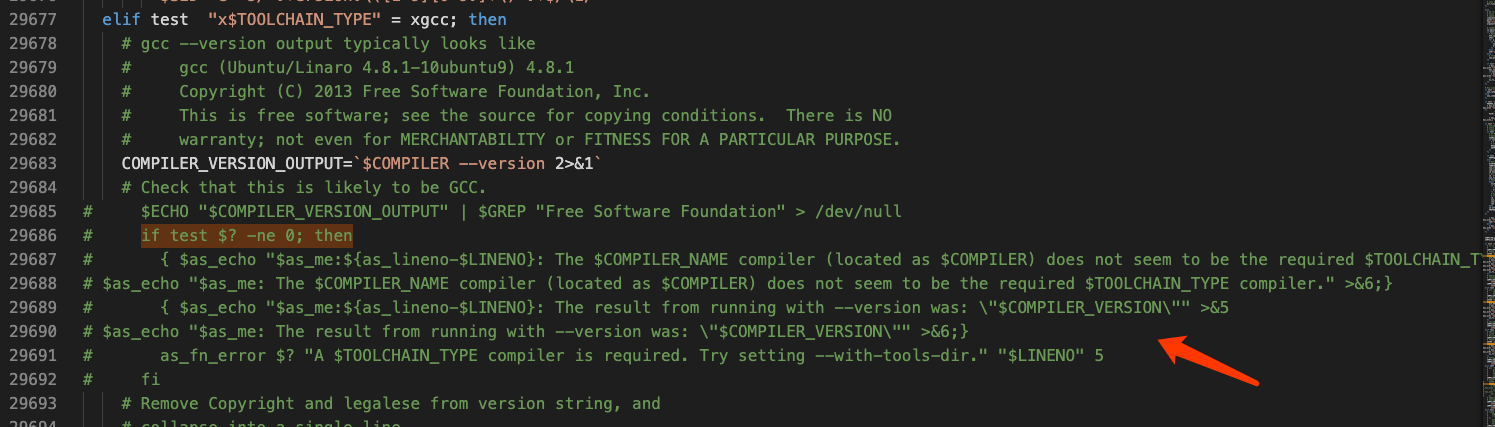 29677 elif test  "x$TOOLCHAIN_TYPE" = xgcc; then
29678 # gcc --version output typically looks like
29679 #     gcc (Ubuntu/Linaro 4.8.1-10ubuntu9) 4.8.1
29680 #     Copyright (C) 2013 Free Software Foundation, Inc.
29681 #     This is free software; see the source for copying conditions.  There is NO
29682 #     warranty; not even for MERCHANTABILITY or FITNESS FOR A PARTICULAR PURPOSE.
29683 COMPILER_VERSION_OUTPUT=`$COMPILER --version 2>&1`
29684 # Check that this is likely to be GCC.
29685 #     $ECHO "$COMPILER_VERSION_OUTPUT" | $GREP "Free Software Foundation" > /dev/null
29686 #     if test $? -ne 0; then
29687 #       { $as_echo "$as_me:${as_lineno-$LINENO}: The $COMPILER_NAME compiler (located as $COMPILER) does not seem to be the required $TOOLCHAIN_T
29688 # $as_echo "$as_me: The $COMPILER_NAME compiler (located as $COMPILER) does not seem to be the required $TOOLCHAIN_TYPE compiler." >&6;}
29689 #       { $as_echo "$as_me:${as_lineno-$LINENO}: The result from running with --version was: \"$COMPILER_VERSION\"" >&5
29690 # $as_echo "$as_me: The result from running with --version was: \"$COMPILER_VERSION\"" >&6;}
29691 #       as_fn_error $? "A $TOOLCHAIN_TYPE compiler is required. Try setting --with-tools-dir." "$LINENO" 5
29692 #     fi
29693 # Remove Copyright and legalese from version string, and
29694 # collapse into a single line